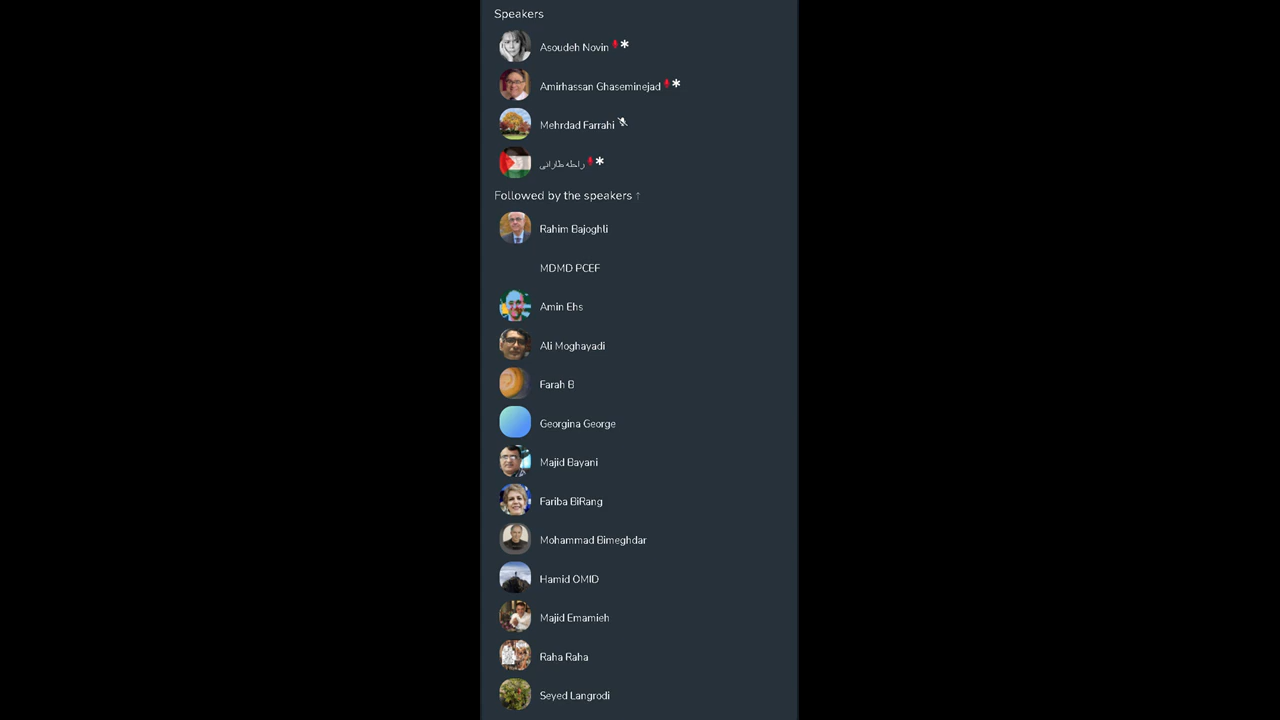 Speakers
Asoudeh Novin
Amirhassan Ghaseminejad
Mehrdad Farrahi
رابطه طارانی
Followed by the speakers ↑
Rahim Bajoghli
MDMD PCEF
Amin Ehs
Ali Moghayadi
Farah B
Georgina George
Majid Bayani
Fariba BiRang
Mohammad Bimeghdar
Hamid OMID
Majid Emamieh
Raha Raha
Seyed Langrodi